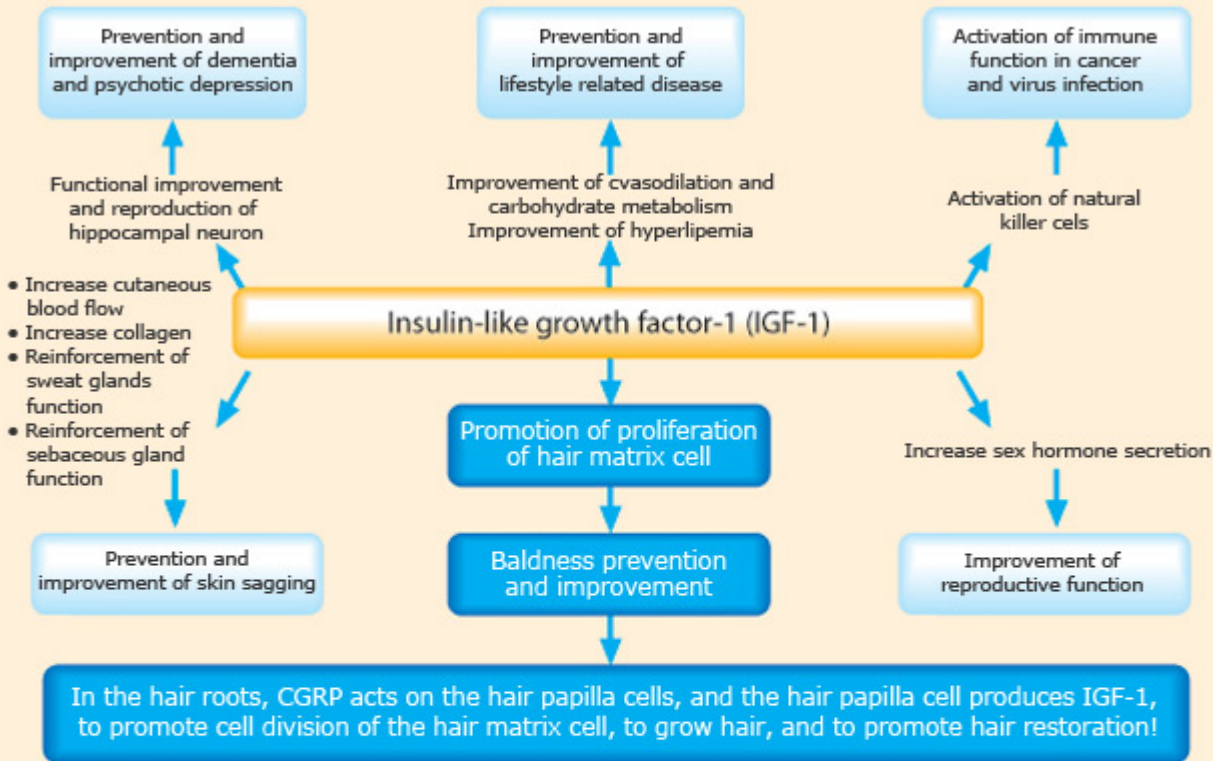 Prevention and
improvement of dementia
and psychotic depression
Prevention and
improvement of
lifestyle related disease
Activation of immune
function in cancer
and virus infection
Functional improvement
and reproduction of
hippocampal neuron
Improvement of cvasodilation and
carbohydrate metabolism
Improvement of hyperlipemia
Activation of natural
killer cels
Insulin-like growth factor-1 (IGF-1)
• Increase cutaneous
blood flow
• Increase collagen
• Reinforcement of
sweat glands
function
• Reinforcement of
sebaceous gland
function
Promotion of proliferation
of hair matrix cell
Increase sex hormone secretion
Prevention and
improvement of skin sagging
Baldness prevention
and improvement
Improvement of
reproductive function
In the hair roots, CGRP acts on the hair papilla cells, and the hair papilla cell produces IGF-1,
to promote cell division of the hair matrix cell, to grow hair, and to promote hair restoration!